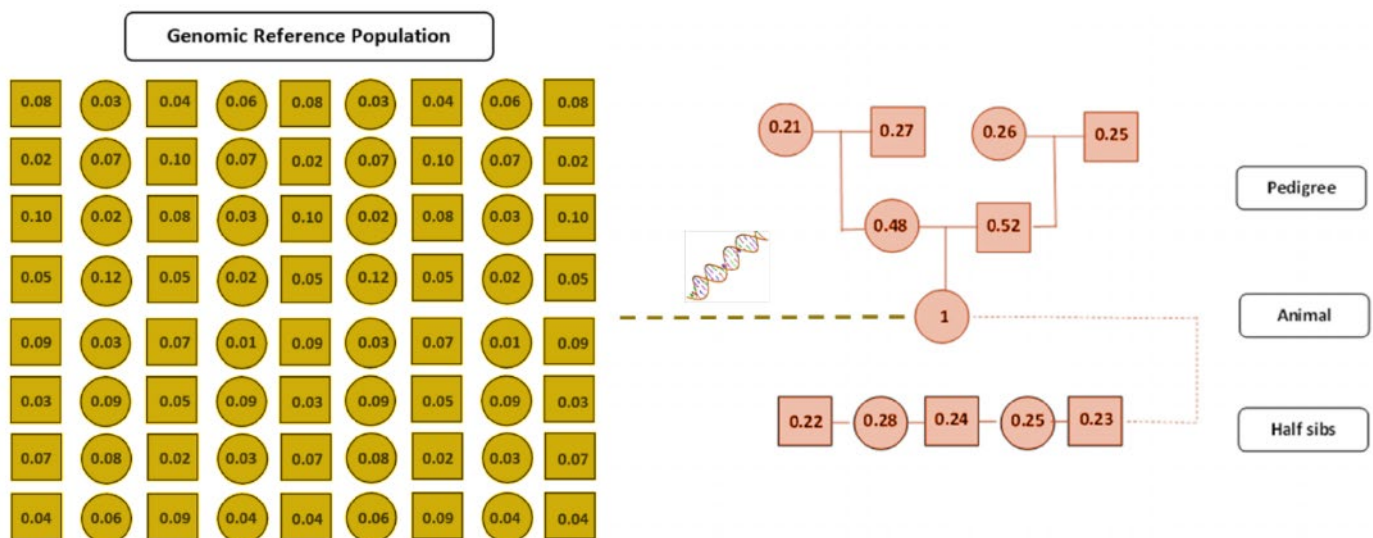 Genomic Reference Population
0.08 0.03 0.04 0.06 0.08 0.03 0.04 0.06 0.08
0.02 0.07 0.10 0.07 0.02 0.07 0.10 0.07 0.02
0.10 0.02 0.08 0.03 0.10 0.02 0.08 0.03 0.10
0.05 0.12 0.05 0.02 0.05 0.12 0.05 0.02 0.05
0.09 0.03 0.07 0.01 0.09 0.03 0.07 0.01 0.09
0.03 0.09 0.05 0.09 0.03 0.09 0.05 0.09 0.03
0.07 0.08 0.02 0.03 0.07 0.08 0.02 0.03 0.07
0.04 0.06 0.09 0.04 0.04 0.06 0.09 0.04 0.04
0.21 0.27 0.26 0.25
0.48 0.52
Pedigree
1
Animal
0.22 0.28 0.24 0.25 0.23
Half sibs